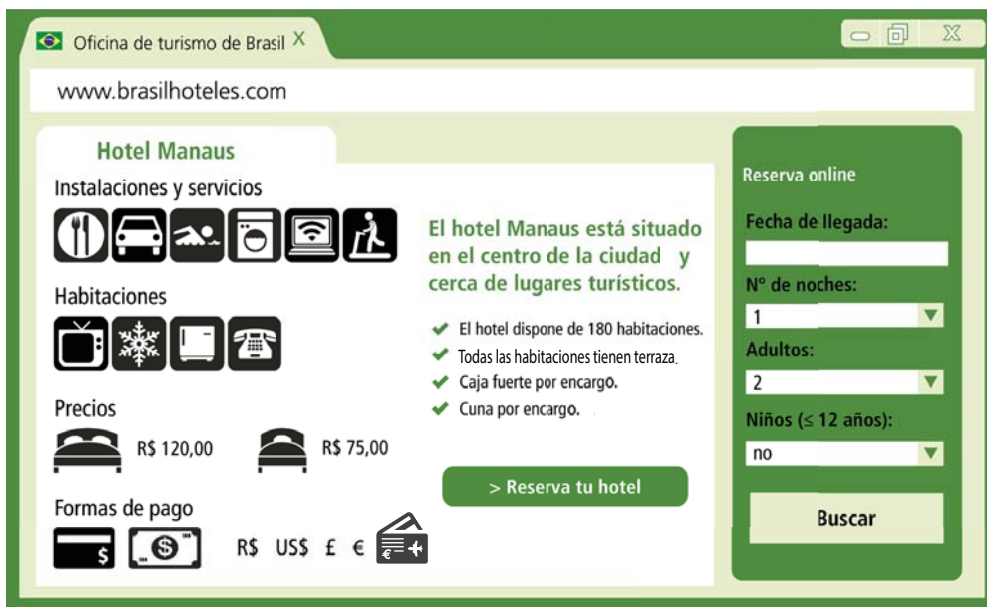 Oficina de turismo de Brasil X
www.brasilhoteles.com
Hotel Manaus
Instalaciones y servicios
Habitaciones
Precios
R$ 120,00
R$ 75,00
Formas de pago
$
$
R$ US$ £ €
€
El hotel Manaus está situado
en el centro de la ciudad y
cerca de lugares turísticos.
El hotel dispone de 180 habitaciones.
Todas las habitaciones tienen terraza.
Caja fuerte por encargo.
Cuna por encargo.
> Reserva tu hotel
Reserva online
Fecha de llegada:
N° de noches:
1
Adultos:
2
Niños (≤ 12 años):
no
Buscar